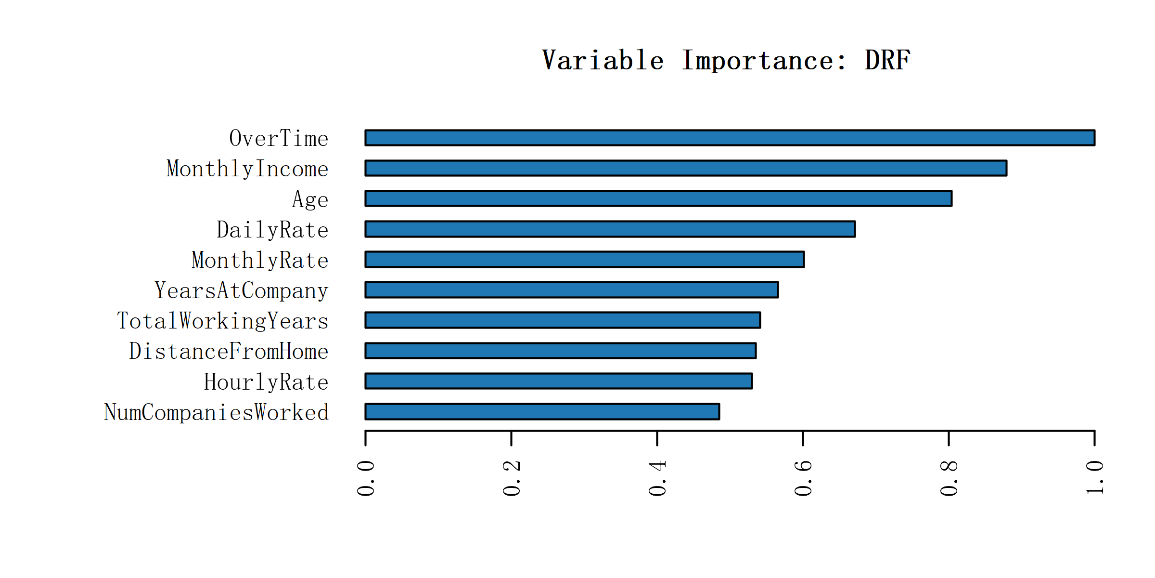 Variable Importance: DRF
OverTime
MonthlyIncome
Age
DailyRate
MonthlyRate
YearsAtCompany
TotalWorkingYears
DistanceFromHome
HourlyRate
NumCompaniesWorked
0.0
0.2
0.4
0.6
0.8
1.0